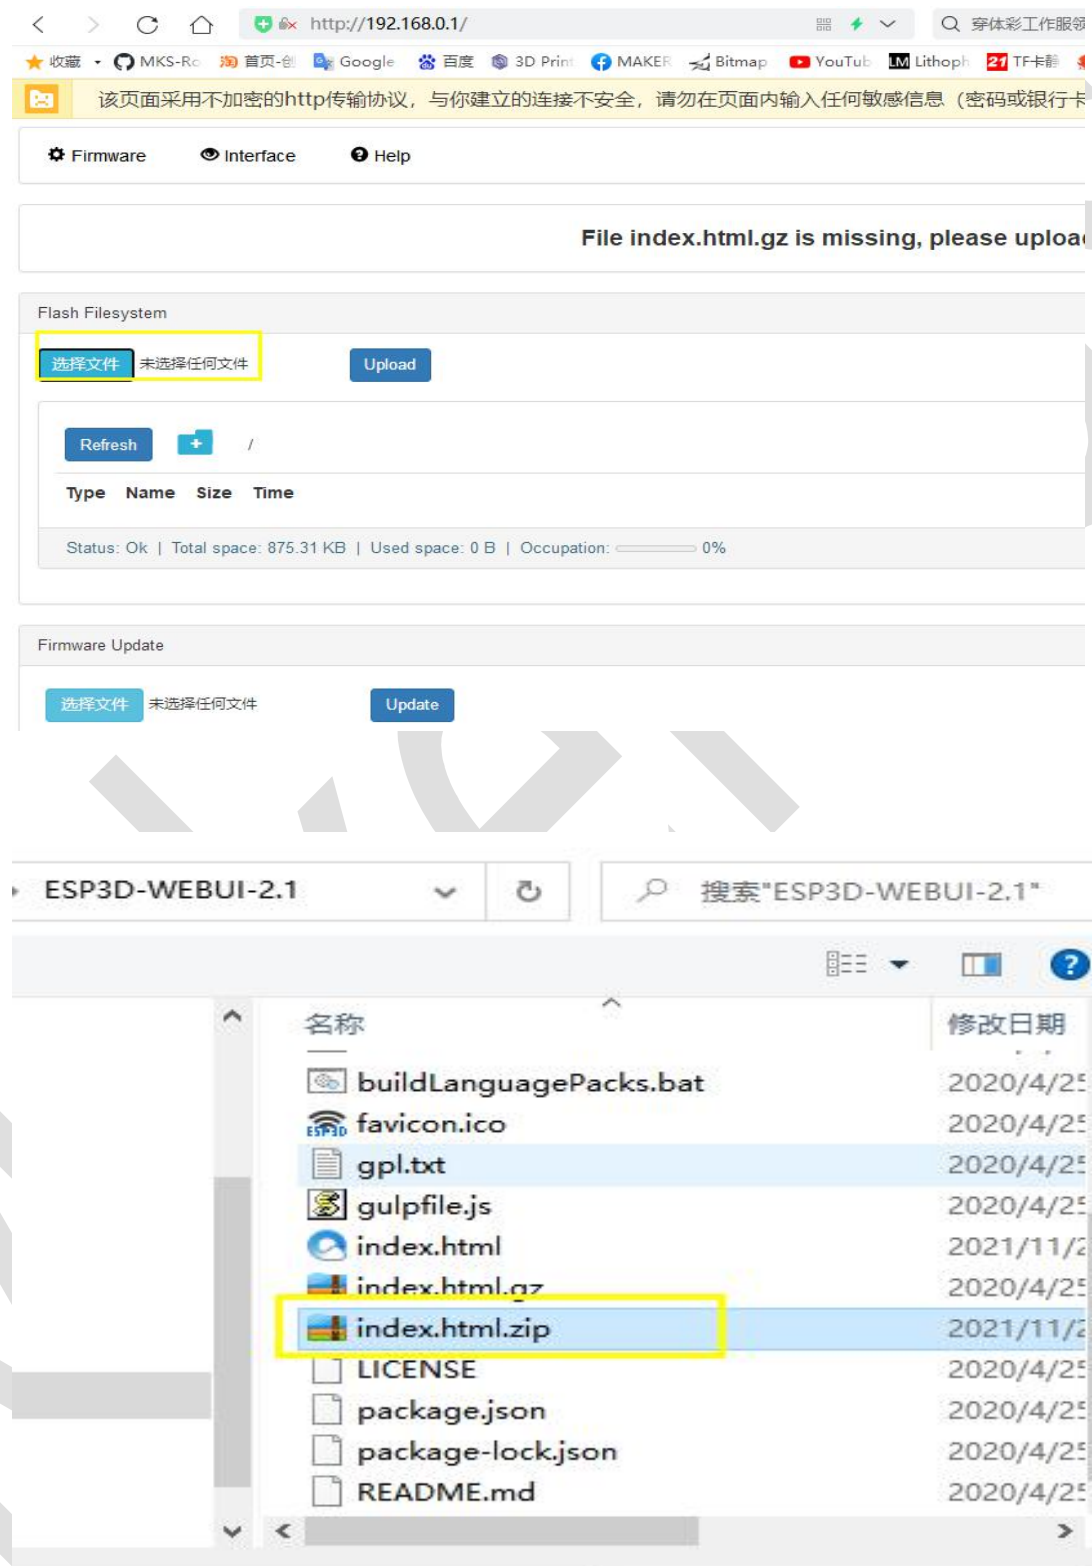 http://192.168.0.1/ 穿体彩工作服领
收藏 MKS-Ro 首页-创 Google 百度 3D Print MAKER Bitmap YouTub Lithoph TF卡静
该页面采用不加密的http传输协议，与你建立的连接不安全，请勿在页面内输入任何敏感信息（密码或银行卡
Firmware Interface Help
File index.html.gz is missing, please uploa
Flash Filesystem
选择文件 未选择任何文件 Upload
Refresh /
Type Name Size Time
Status: Ok | Total space: 875.31 KB | Used space: 0 B | Occupation: 0%
Firmware Update
选择文件 未选择任何文件 Update
ESP3D-WEBUI-2.1 搜索"ESP3D-WEBUI-2.1"
名称 修改日期
buildLanguagePacks.bat 2020/4/25
favicon.ico 2020/4/25
gpl.txt 2020/4/25
gulpfile.js 2020/4/25
index.html 2021/11/2
index.html.gz 2020/4/25
index.html.zip 2021/11/2
LICENSE 2020/4/25
package.json 2020/4/25
package-lock.json 2020/4/25
README.md 2020/4/25